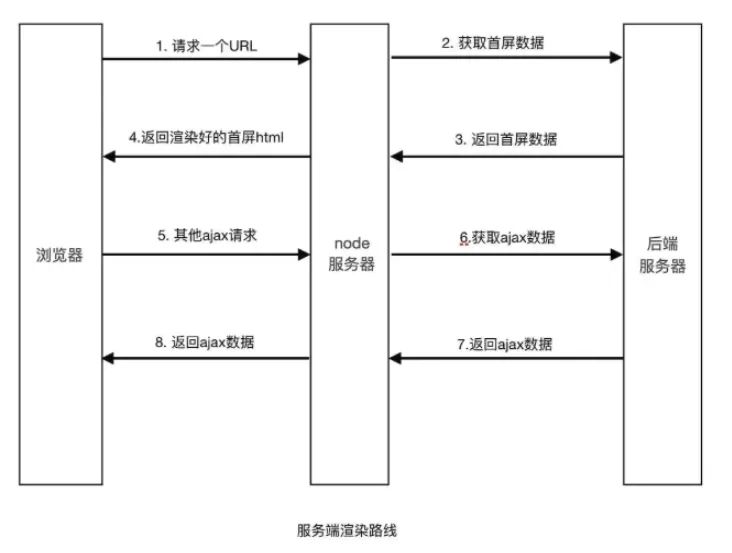 1. 请求一个URL
2. 获取首屏数据
4.返回渲染好的首屏html
3. 返回首屏数据
5. 其他ajax请求
6.获取ajax数据
浏览器
node
服务器
后端
服务器
8. 返回ajax数据
7.返回ajax数据
服务端渲染路线